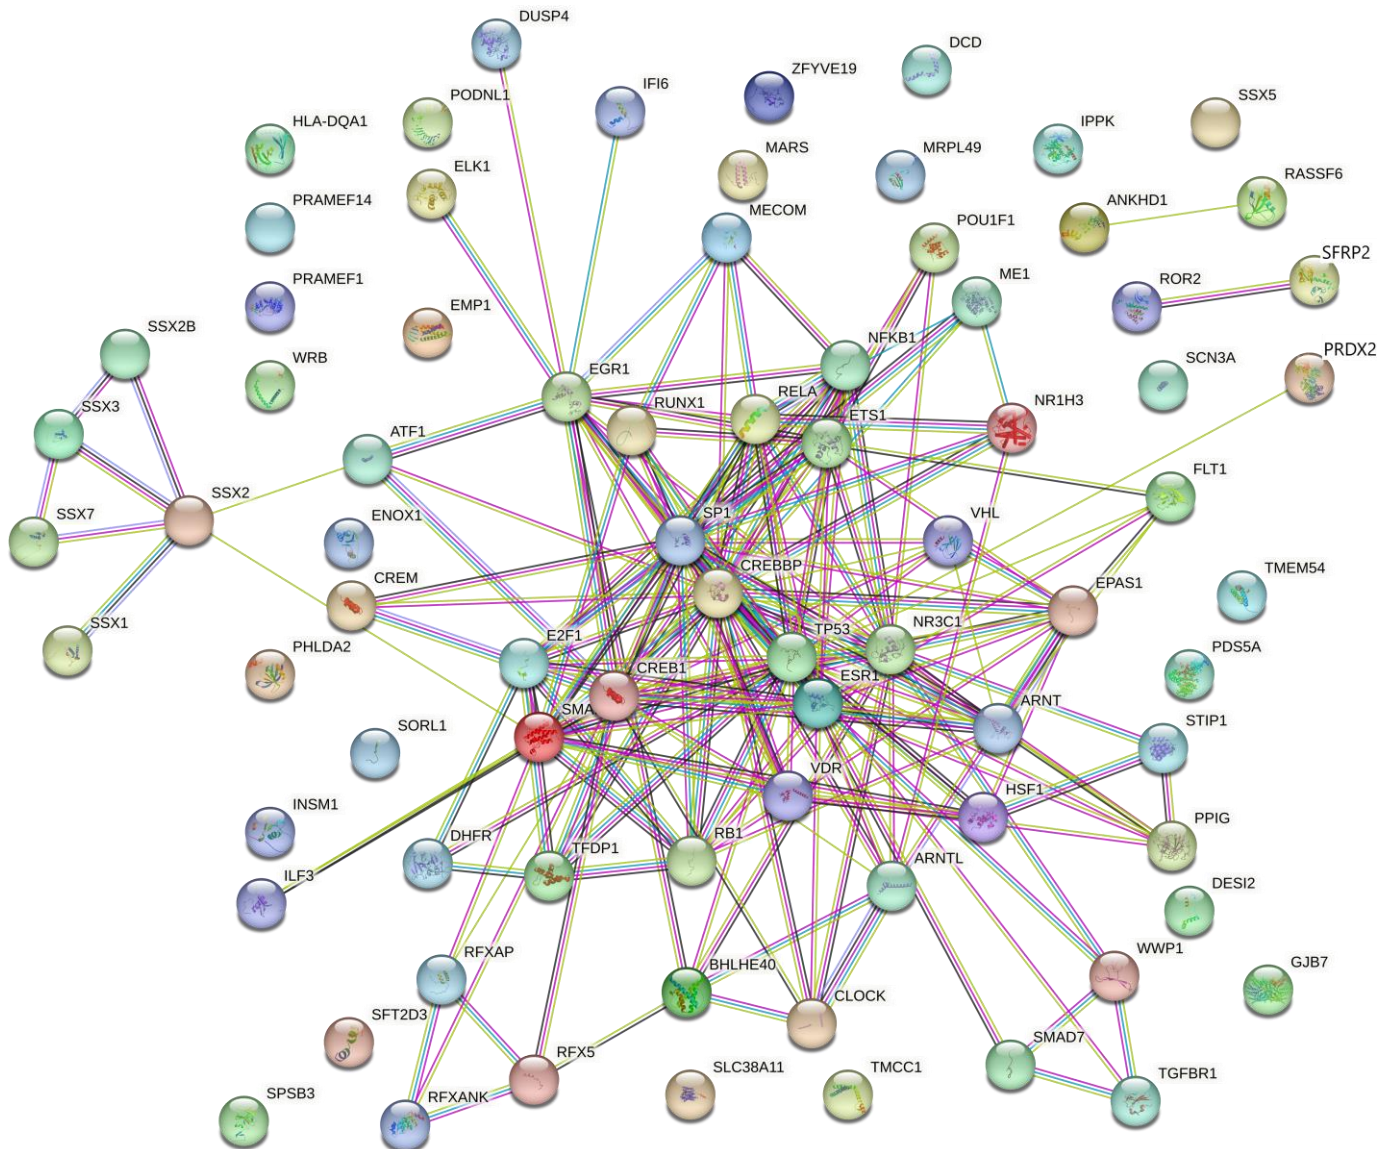 DUSP4
DCD
ZFYVE19
IFI6
PODNL1
SSX5
HLA-DQA1
IPPK
MARS
MRPL49
ELK1
RASSF6
PRAMEF14
ANKHD1
MECOM
POU1F1
SFRP2
PRAMEF1
ROR2
ME1
EMP1
SSX2B
NFKB1
PRDX2
WRB
EGR1
SCN3A
RELA
SSX3
RUNX1
ETS1
NR1H3
ATF1
FLT1
SSX2
SSX7
SP1
ENOX1
VHL
CREBBP
TMEM54
CREM
EPAS1
SSX1
E2F1
TP53
NR3C1
PHLDA2
PDS5A
CREB1
ESR1
SMA
ARNT
STIP1
SORL1
VDR
HSF1
INSM1
PPIG
DHFR
TFDP1
RB1
ARNTL
ILF3
DESI2
RFXAP
BHLHE40
WWP1
GJB7
CLOCK
SFT2D3
SMAD7
RFX5
SLC38A11
TMCC1
TGFBR1
SPSB3
RFXANK